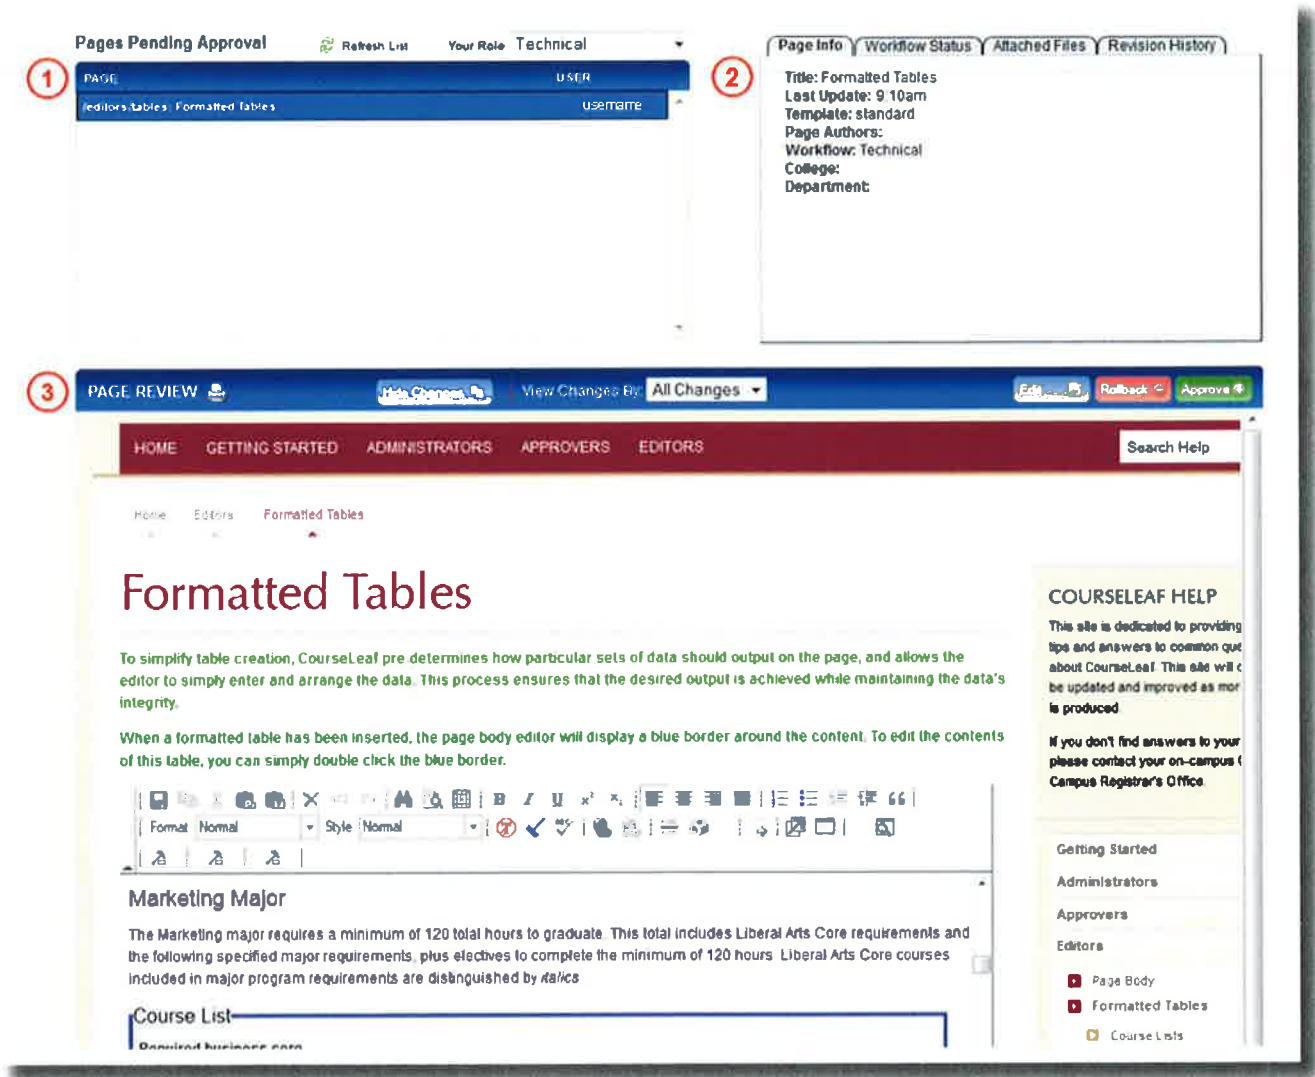 Pages Pending Approval Refresh List Your Role Technical
1
PAGE USER
/editors/tables: Formatted Tables username
2
Page Info Workflow Status Attached Files Revision History
Title: Formatted Tables
Last Update: 9:10am
Template: standard
Page Authors:
Workflow: Technical
College:
Department:
3
PAGE REVIEW Hide Changes View Changes By: All Changes Edit Rollback Approve
HOME GETTING STARTED ADMINISTRATORS APPROVERS EDITORS Search Help
Home Editors Formatted Tables
Formatted Tables
To simplify table creation, CourseLeaf pre-determines how particular sets of data should output on the page, and allows the
editor to simply enter and arrange the data. This process ensures that the desired output is achieved while maintaining the data's
integrity.
When a formatted table has been inserted, the page body editor will display a blue border around the content. To edit the contents
of this table, you can simply double click the blue border.
B I U x² x,
Format Normal Style Normal
Marketing Major
The Marketing major requires a minimum of 120 total hours to graduate. This total includes Liberal Arts Core requirements and
the following specified major requirements, plus electives to complete the minimum of 120 hours. Liberal Arts Core courses
included in major program requirements are distinguished by italics
Course List
Required business core
COURSELEAF HELP
This site is dedicated to providing
tips and answers to common que
about CourseLeaf. This site will c
be updated and improved as mor
is produced.
If you don't find answers to your
please contact your on-campus
Campus Registrar's Office.
Getting Started
Administrators
Approvers
Editors
Page Body
Formatted Tables
Course Lists